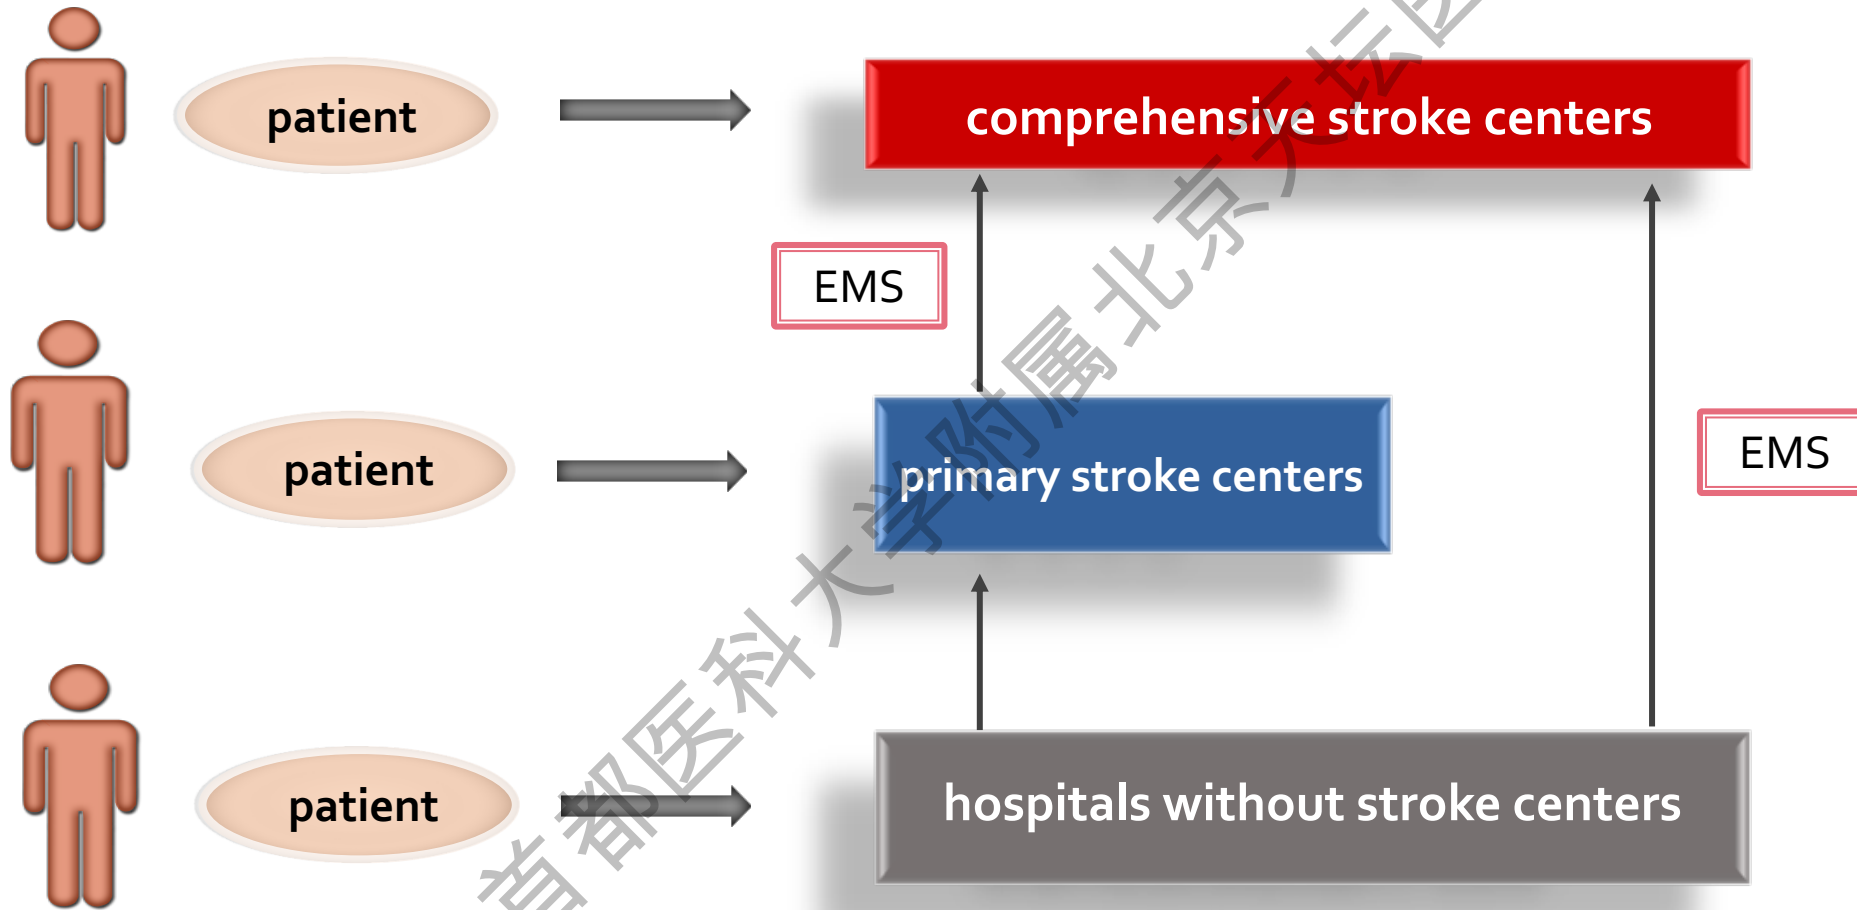 patient
comprehensive stroke centers
EMS
patient
primary stroke centers
EMS
patient
hospitals without stroke centers
首都医科大学附属北京天坛医